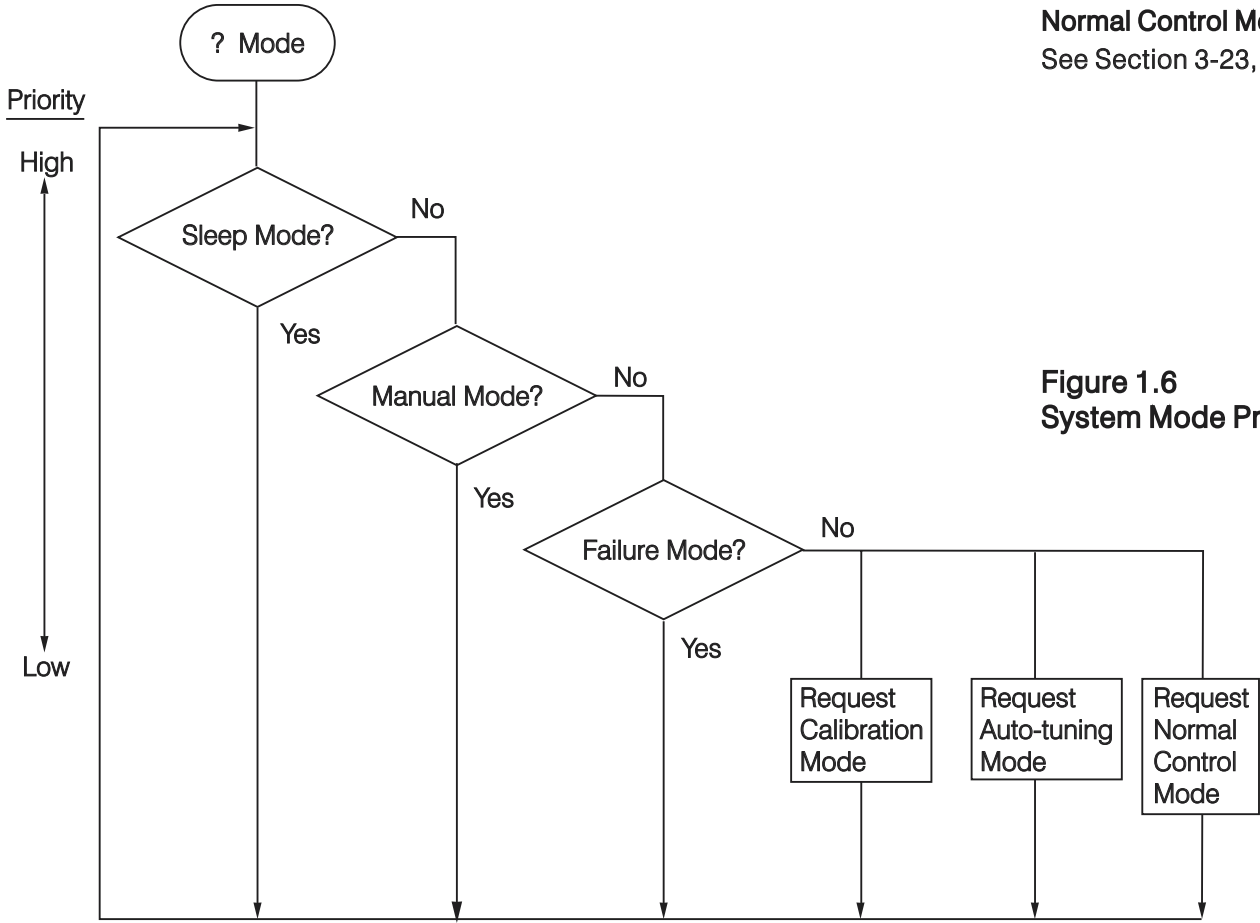 ? Mode
Normal Control
See Section 3-23,
Priority
High
No
Sleep Mode?
Yes
No
Manual Mode?
Figure 1.6
System Mode
Yes
No
Failure Mode?
Yes
Low
Request
Calibration
Mode
Request
Auto-tuning
Mode
Request
Normal
Control
Mode